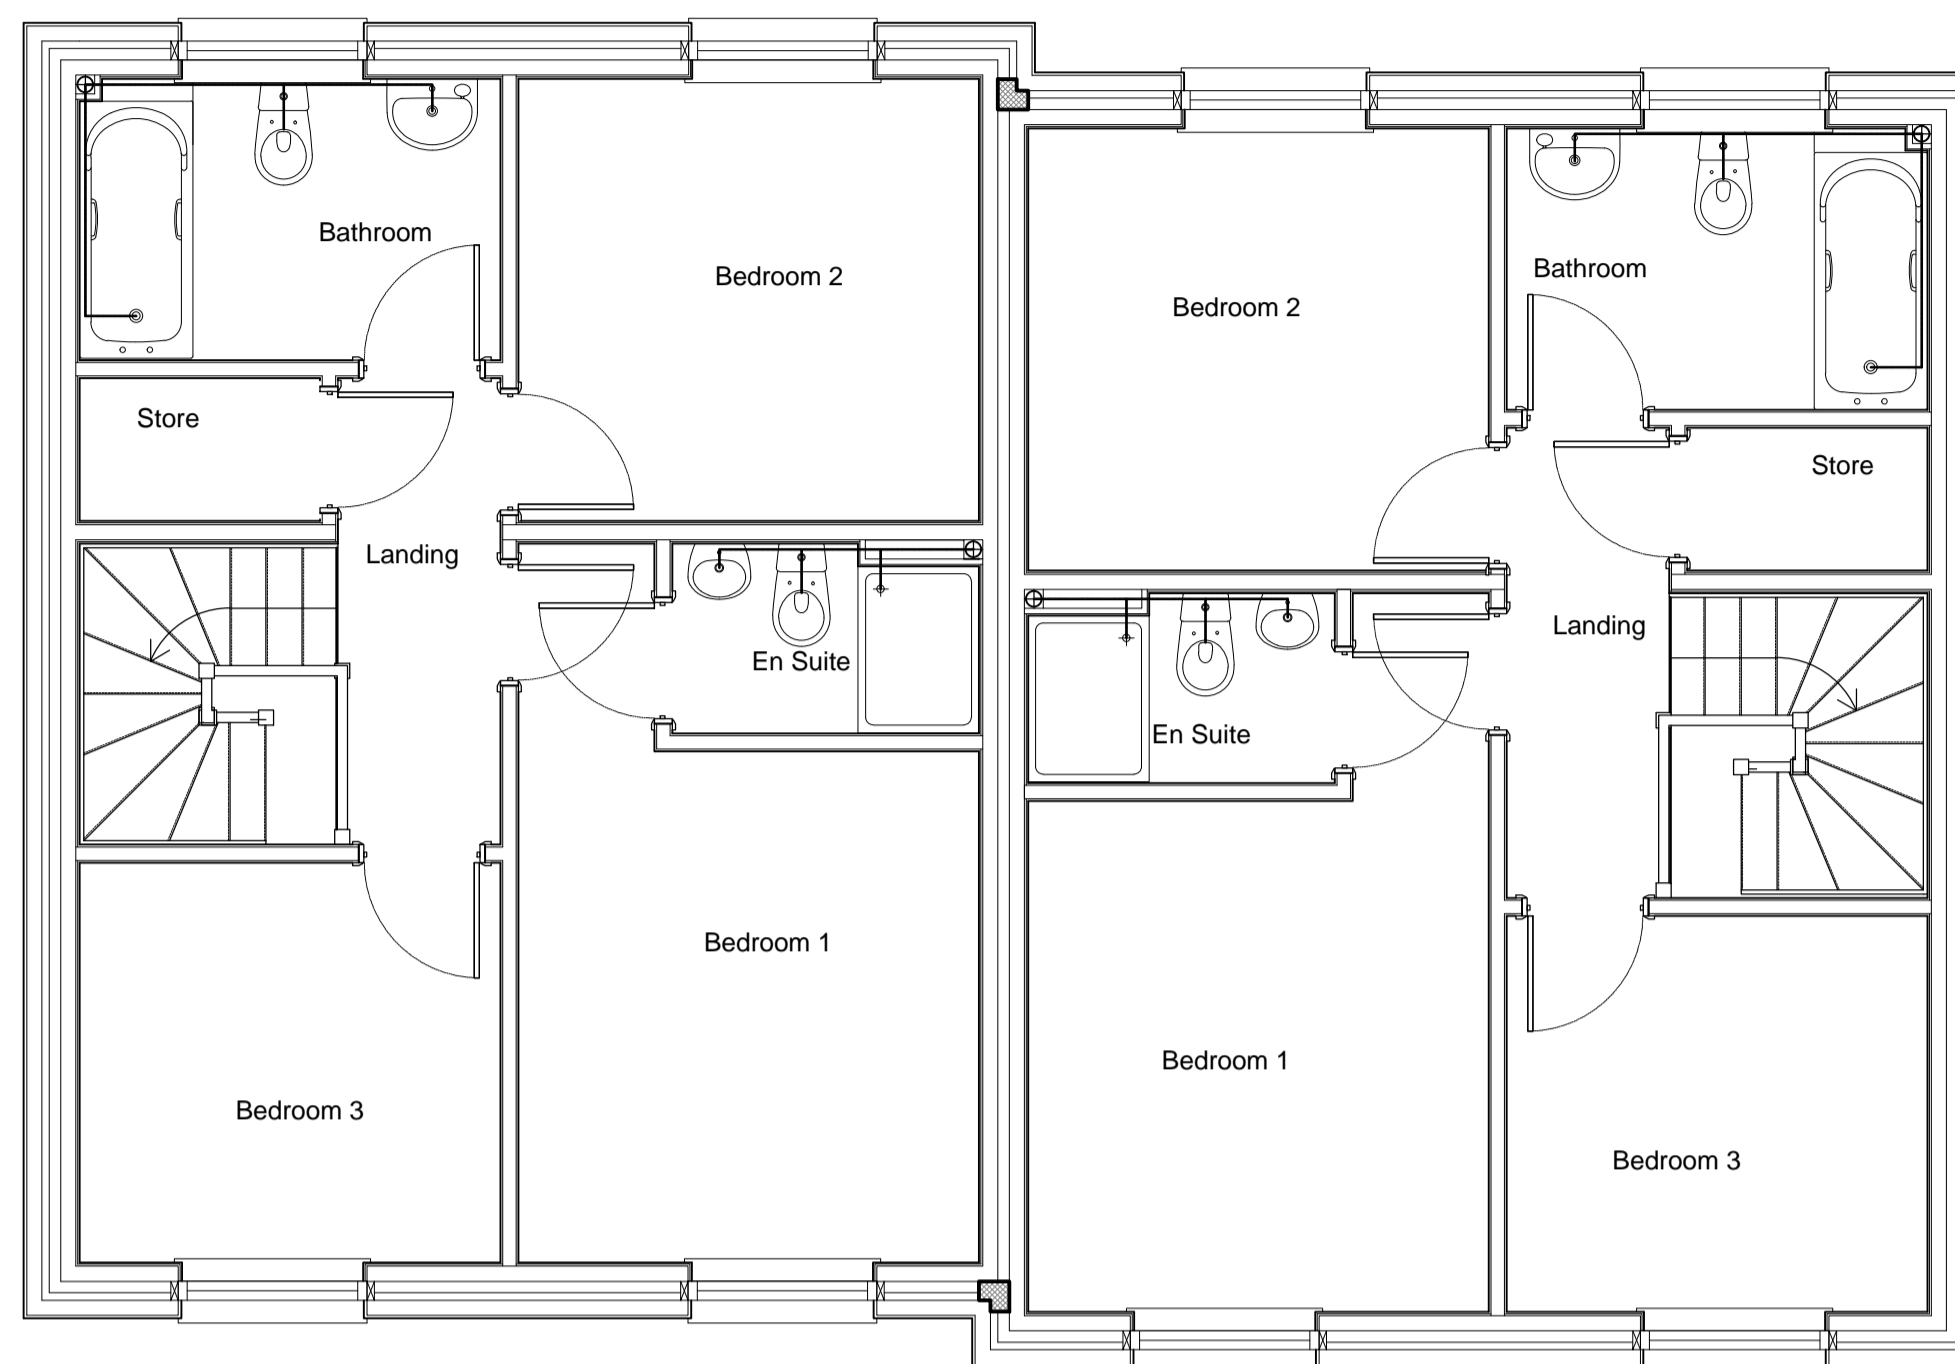 Bathroom
Bedroom 2
Store
Landing
En Suite
Bedroom 1
Bedroom 3
Bedroom 2
Bathroom
Store
Landing
En Suite
Bedroom 1
Bedroom 3